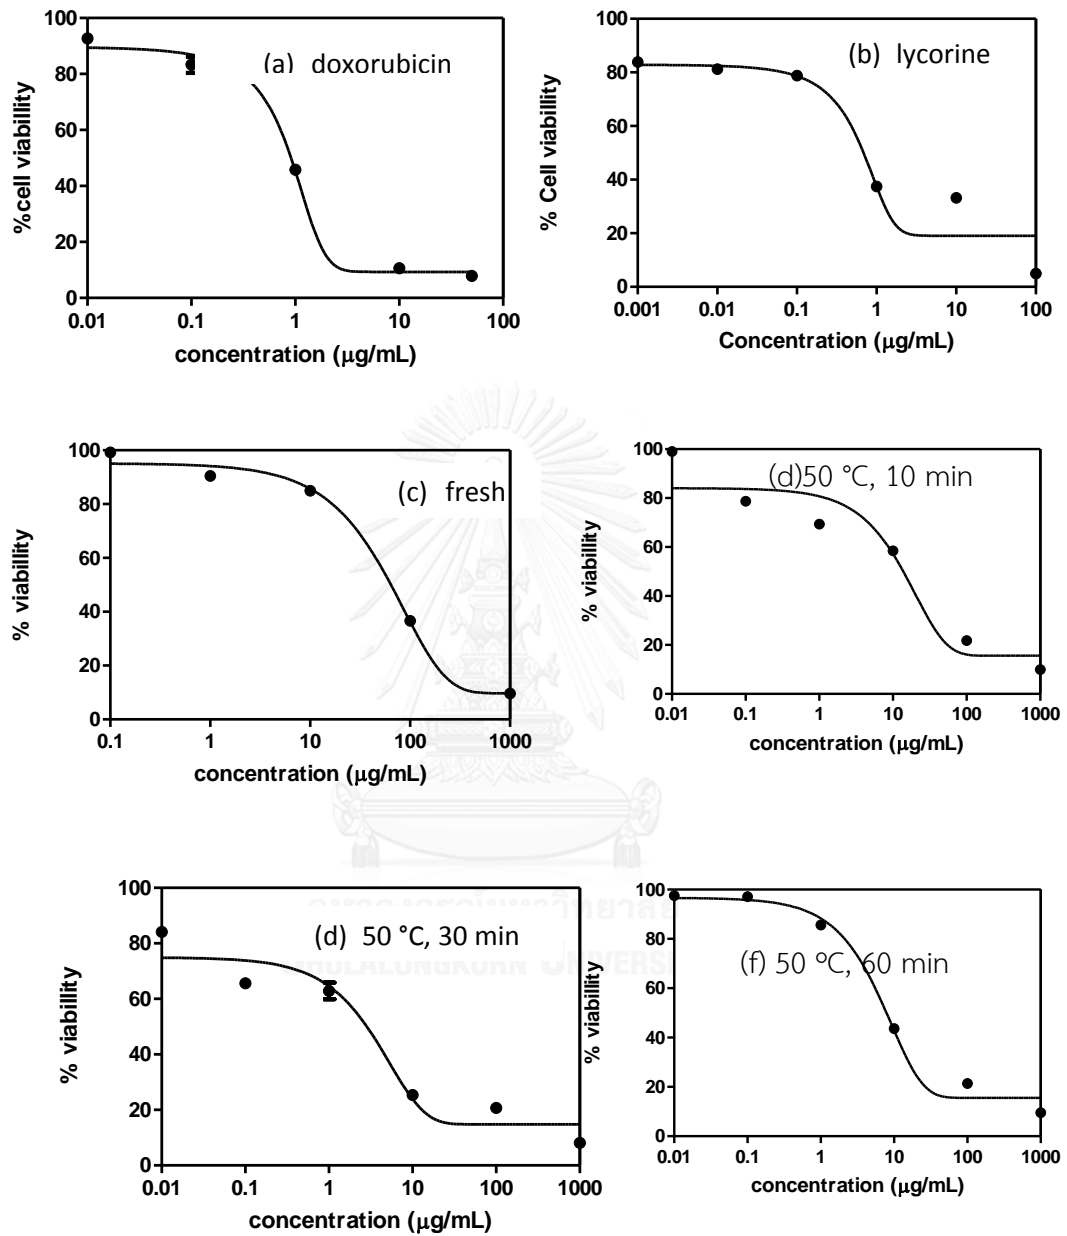 100
80
60
40
20
0
%cell viabillity
(a) doxorubicin
0.01 0.1 1 10 100
concentration (µg/mL)
100
80
60
40
20
0
% Cell viability
(b) lycorine
0.001 0.01 0.1 1 10 100
Concentration (µg/mL)
100
80
60
40
20
0
% viabillity
(c) fresh
0.1 1 10 100 1000
concentration (µg/mL)
100
80
60
40
20
0
% viabillity
(d)50 °C, 10 min
0.01 0.1 1 10 100 1000
concentration (µg/mL)
100
80
60
40
20
0
% viabillity
(d) 50 °C, 30 min
0.01 0.1 1 10 100 1000
concentration (µg/mL)
100
80
60
40
20
0
% viabillity
(f) 50 °C, 60 min
0.01 0.1 1 10 100 1000
concentration (µg/mL)